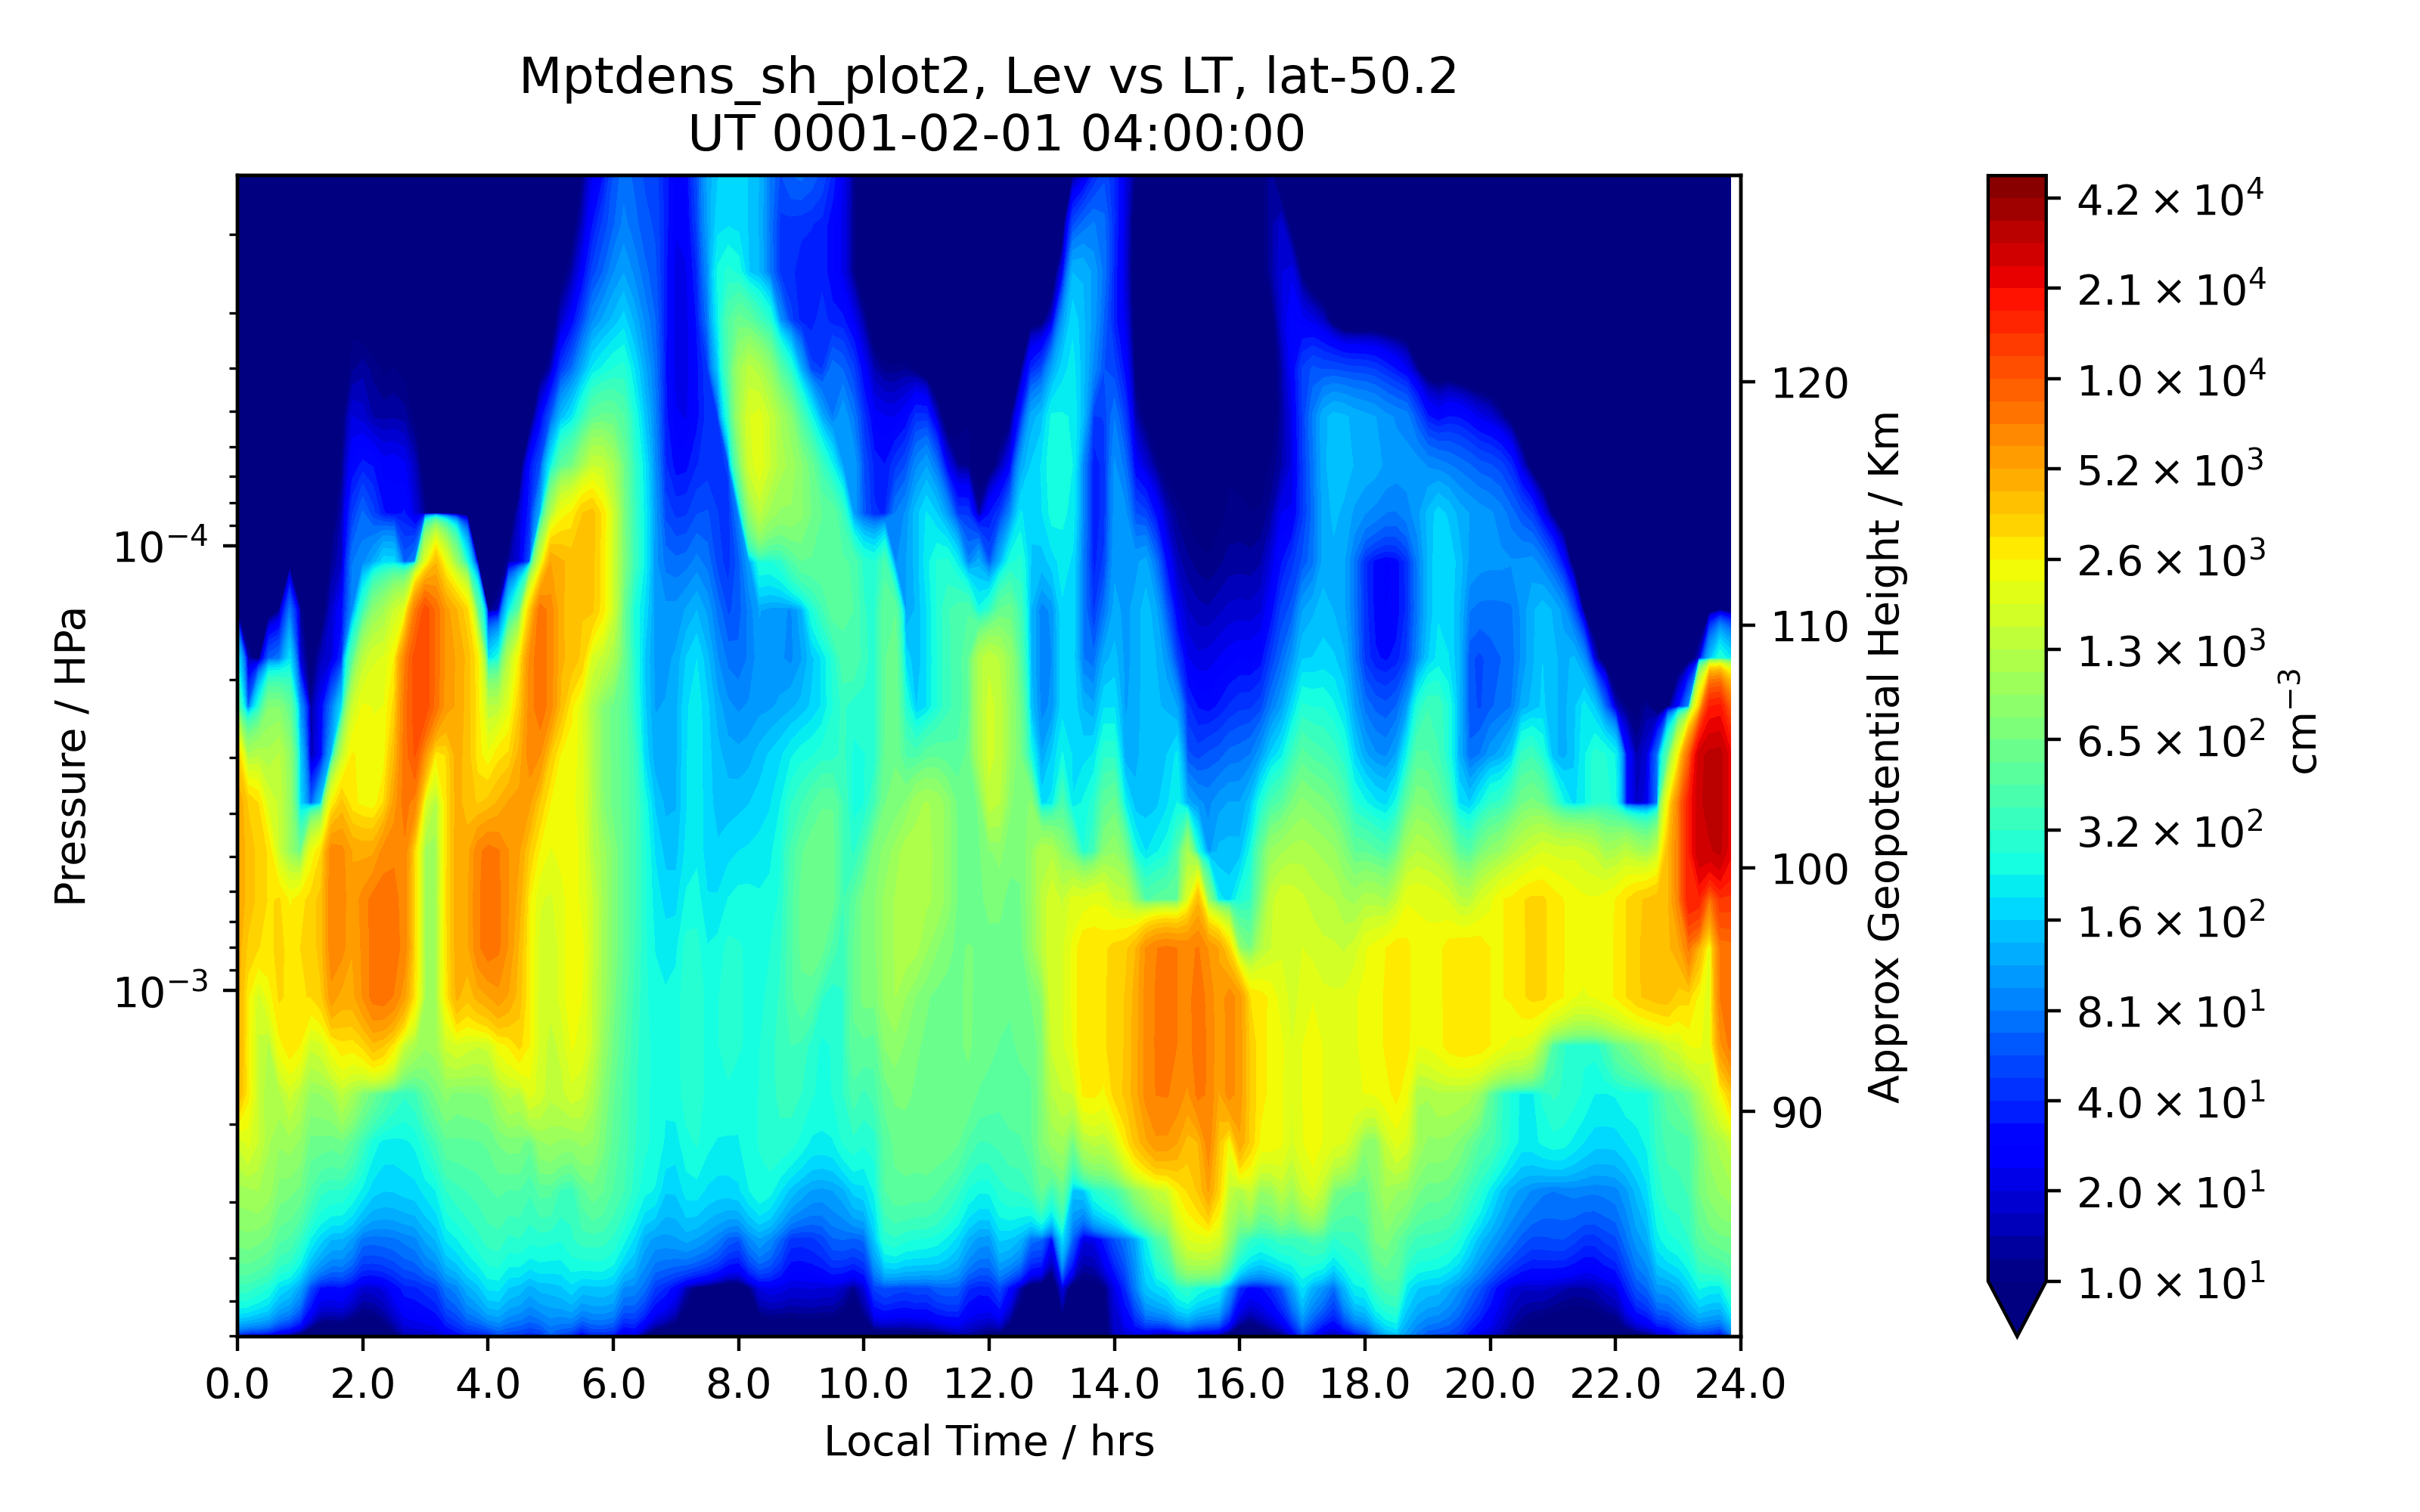 Mptdens_sh_plot2, Lev vs LT, lat-50.2
UT 0001-02-01 04:00:00
Pressure / HPa
10⁻⁴
10⁻³
0.0 2.0 4.0 6.0 8.0 10.0 12.0 14.0 16.0 18.0 20.0 22.0 24.0
Local Time / hrs
120
110
100
90
Approx Geopotential Height / Km
4.2 × 10⁴
2.1 × 10⁴
1.0 × 10⁴
5.2 × 10³
2.6 × 10³
1.3 × 10³
6.5 × 10²
3.2 × 10²
1.6 × 10²
8.1 × 10¹
4.0 × 10¹
2.0 × 10¹
1.0 × 10¹
cm⁻³